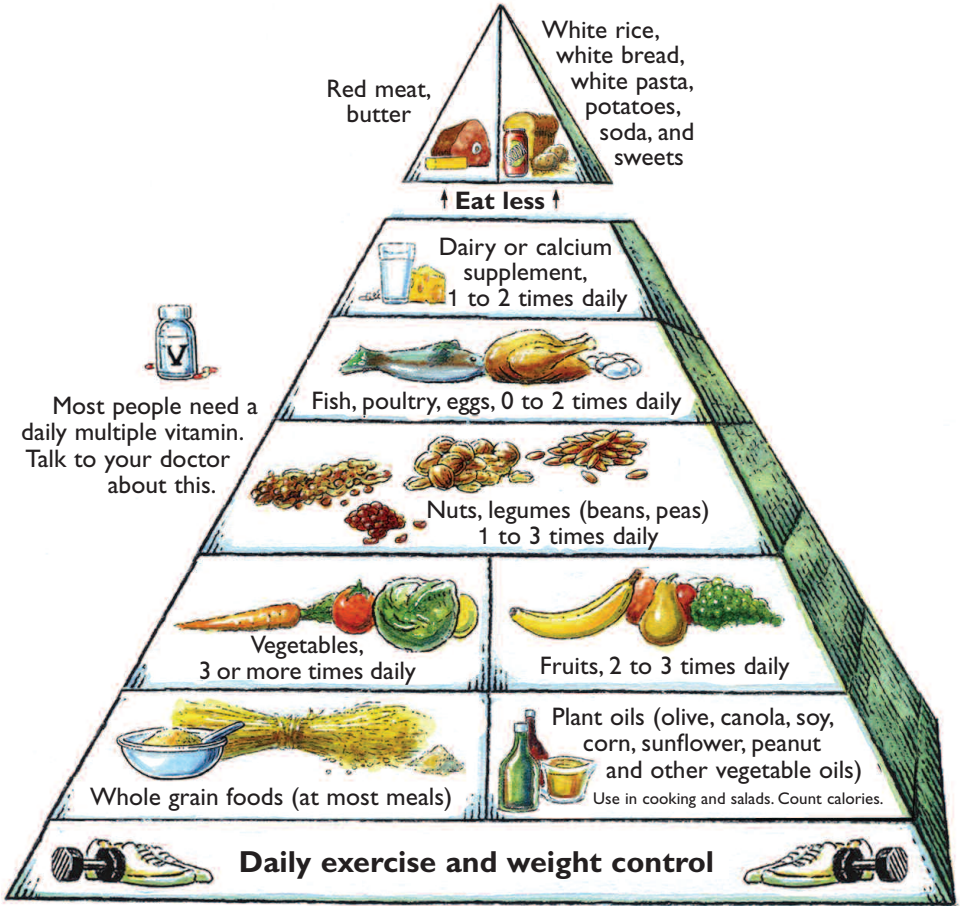 White rice,
white bread,
white pasta,
potatoes,
soda, and
sweets
Red meat,
butter
SODA
Eat less
Dairy or calcium
supplement,
1 to 2 times daily
V
Fish, poultry, eggs, 0 to 2 times daily
Most people need a
daily multiple vitamin.
Talk to your doctor
about this.
Nuts, legumes (beans, peas)
1 to 3 times daily
Vegetables,
3 or more times daily
Fruits, 2 to 3 times daily
Whole grain foods (at most meals)
Plant oils (olive, canola, soy,
corn, sunflower, peanut
and other vegetable oils)
Use in cooking and salads. Count calories.
Daily exercise and weight control